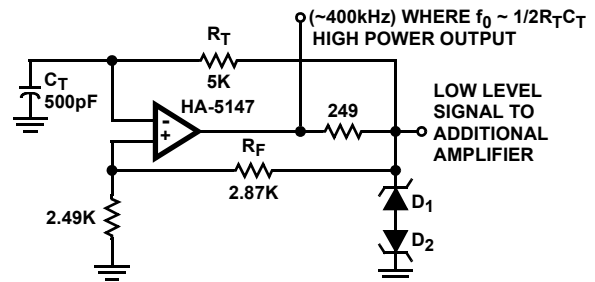 (~400kHz) WHERE f0 ~ 1/2RTCT
HIGH POWER OUTPUT
RT
5K
CT
500pF
HA-5147
-
+
249
LOW LEVEL
SIGNAL TO
ADDITIONAL
AMPLIFIER
RF
2.87K
2.49K
D1
D2